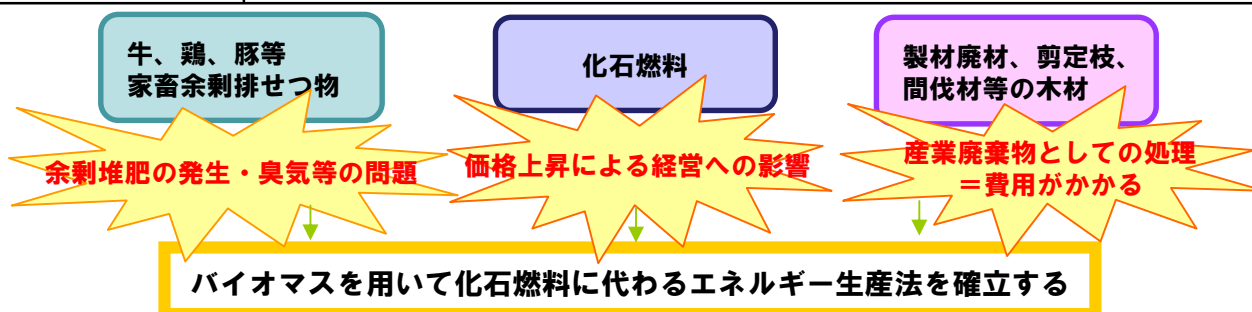 牛、鶏、豚等
家畜余剰排せつ物
余剰堆肥の発生・臭気等の問題
化石燃料
価格上昇による経営への影響
製材廃材、剪定枝、
間伐材等の木材
産業廃棄物としての処理
＝費用がかかる
バイオマスを用いて化石燃料に代わるエネルギー生産法を確立する